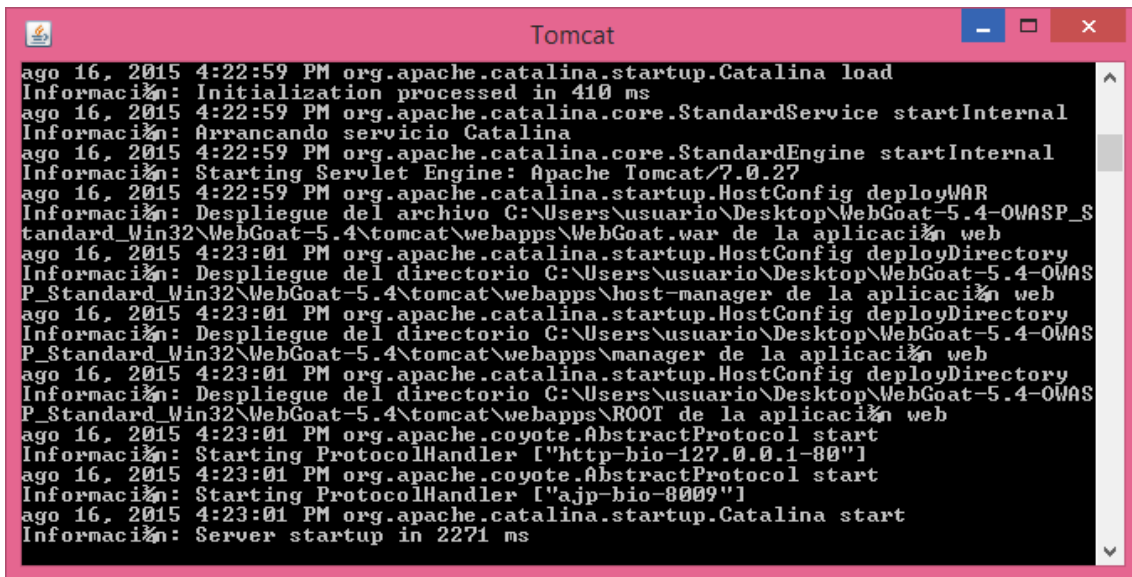 Tomcat
ago 16, 2015 4:22:59 PM org.apache.catalina.startup.Catalina load
Informaci¾n: Initialization processed in 410 ms
ago 16, 2015 4:22:59 PM org.apache.catalina.core.StandardService startInternal
Informaci¾n: Arrancando servicio Catalina
ago 16, 2015 4:22:59 PM org.apache.catalina.core.StandardEngine startInternal
Informaci¾n: Starting Servlet Engine: Apache Tomcat/7.0.27
ago 16, 2015 4:22:59 PM org.apache.catalina.startup.HostConfig deployWAR
Informaci¾n: Despliegue del archivo C:\Users\usuario\Desktop\WebGoat-5.4-OWASP_S
tandard_Win32\WebGoat-5.4\tomcat\webapps\WebGoat.war de la aplicaci¾n web
ago 16, 2015 4:23:01 PM org.apache.catalina.startup.HostConfig deployDirectory
Informaci¾n: Despliegue del directorio C:\Users\usuario\Desktop\WebGoat-5.4-OWAS
P_Standard_Win32\WebGoat-5.4\tomcat\webapps\host-manager de la aplicaci¾n web
ago 16, 2015 4:23:01 PM org.apache.catalina.startup.HostConfig deployDirectory
Informaci¾n: Despliegue del directorio C:\Users\usuario\Desktop\WebGoat-5.4-OWAS
P_Standard_Win32\WebGoat-5.4\tomcat\webapps\manager de la aplicaci¾n web
ago 16, 2015 4:23:01 PM org.apache.catalina.startup.HostConfig deployDirectory
Informaci¾n: Despliegue del directorio C:\Users\usuario\Desktop\WebGoat-5.4-OWAS
P_Standard_Win32\WebGoat-5.4\tomcat\webapps\ROOT de la aplicaci¾n web
ago 16, 2015 4:23:01 PM org.apache.coyote.AbstractProtocol start
Informaci¾n: Starting ProtocolHandler ["http-bio-127.0.0.1-80"]
ago 16, 2015 4:23:01 PM org.apache.coyote.AbstractProtocol start
Informaci¾n: Starting ProtocolHandler ["ajp-bio-8009"]
ago 16, 2015 4:23:01 PM org.apache.catalina.startup.Catalina start
Informaci¾n: Server startup in 2271 ms